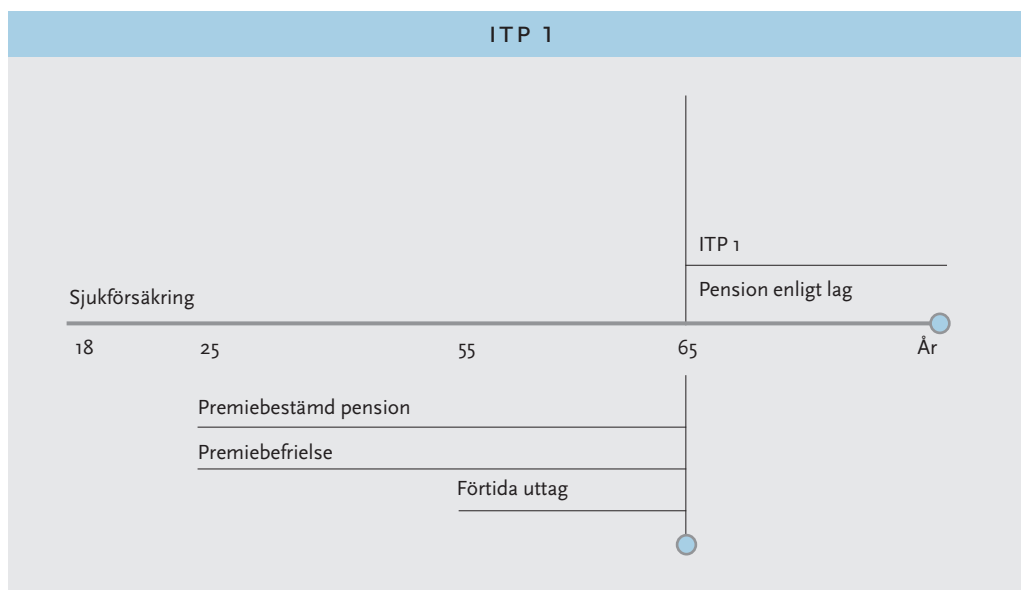 ITP 1
ITP 1
Pension enligt lag
Sjukförsäkring
18 25 55 65 År
Premiebestämd pension
Premiebefrielse
Förtida uttag